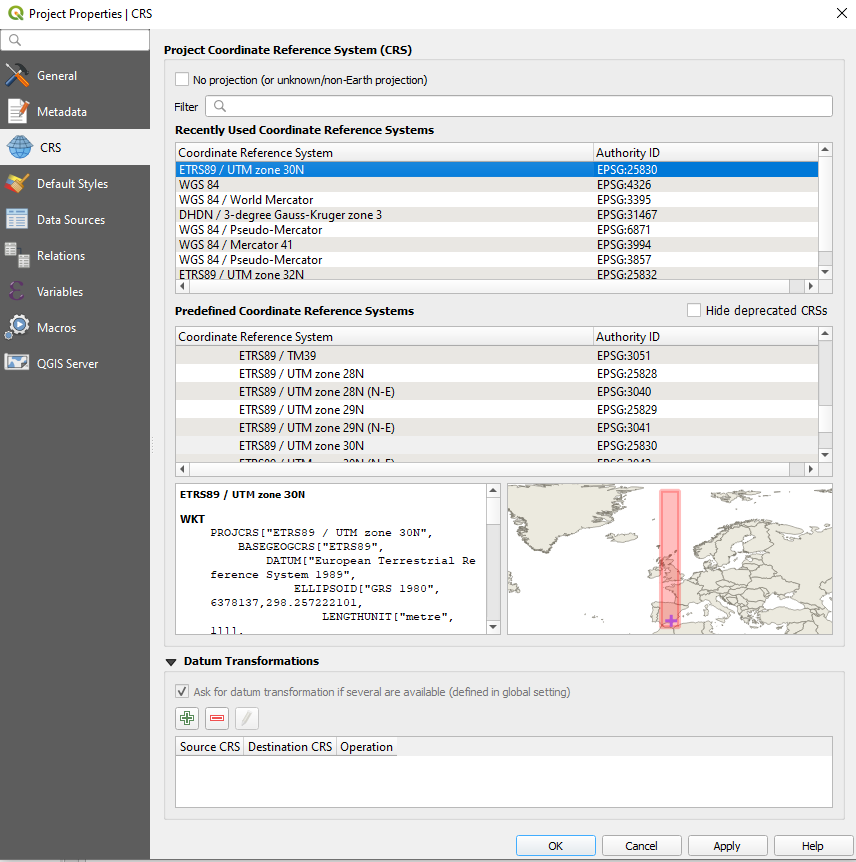 Project Properties | CRS
General
Metadata
CRS
Default Styles
Data Sources
Relations
Variables
Macros
QGIS Server
Project Coordinate Reference System (CRS)
No projection (or unknown/non-Earth projection)
Filter
Recently Used Coordinate Reference Systems
Coordinate Reference System Authority ID
ETRS89 / UTM zone 30N EPSG:25830
WGS 84 EPSG:4326
WGS 84 / World Mercator EPSG:3395
DHDN / 3-degree Gauss-Kruger zone 3 EPSG:31467
WGS 84 / Pseudo-Mercator EPSG:6871
WGS 84 / Mercator 41 EPSG:3994
WGS 84 / Pseudo-Mercator EPSG:3857
ETRS89 / UTM zone 32N EPSG:25832
Predefined Coordinate Reference Systems Hide deprecated CRSs
Coordinate Reference System Authority ID
ETRS89 / TM39 EPSG:3051
ETRS89 / UTM zone 28N EPSG:25828
ETRS89 / UTM zone 28N (N-E) EPSG:3040
ETRS89 / UTM zone 29N EPSG:25829
ETRS89 / UTM zone 29N (N-E) EPSG:3041
ETRS89 / UTM zone 30N EPSG:25830
ETRS89 / UTM zone 30N
WKT
PROJCRS["ETRS89 / UTM zone 30N",
BASEGEOGCRS["ETRS89",
DATUM["European Terrestrial Re
ference System 1989",
ELLIPSOID["GRS 1980",
6378137,298.257222101,
LENGTHUNIT["metre",
1]]],
Datum Transformations
Ask for datum transformation if several are available (defined in global setting)
Source CRS Destination CRS Operation
OK Cancel Apply Help